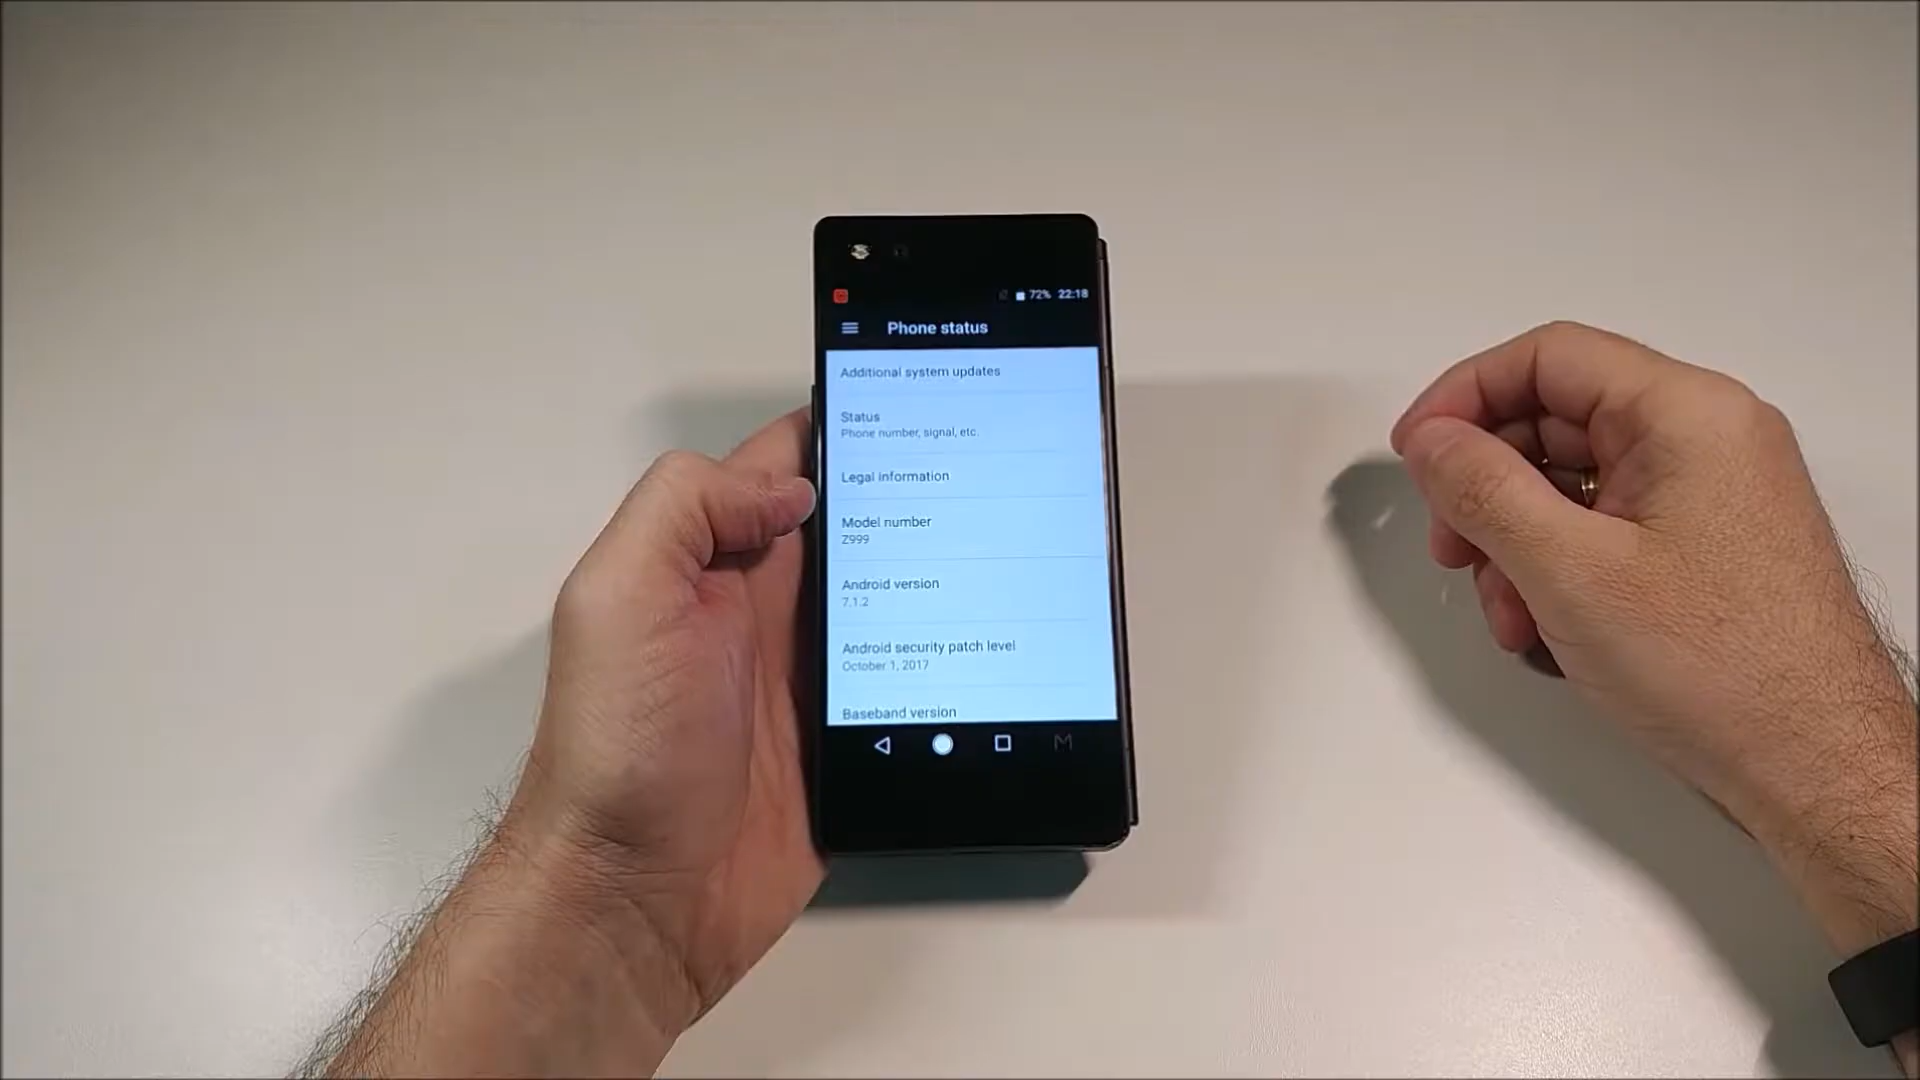 72% 22:18
Phone status
Additional system updates
Status
Phone number, signal, etc.
Legal information
Model number
Z999
Android version
7.1.2
Android security patch level
October 1, 2017
Baseband version
M